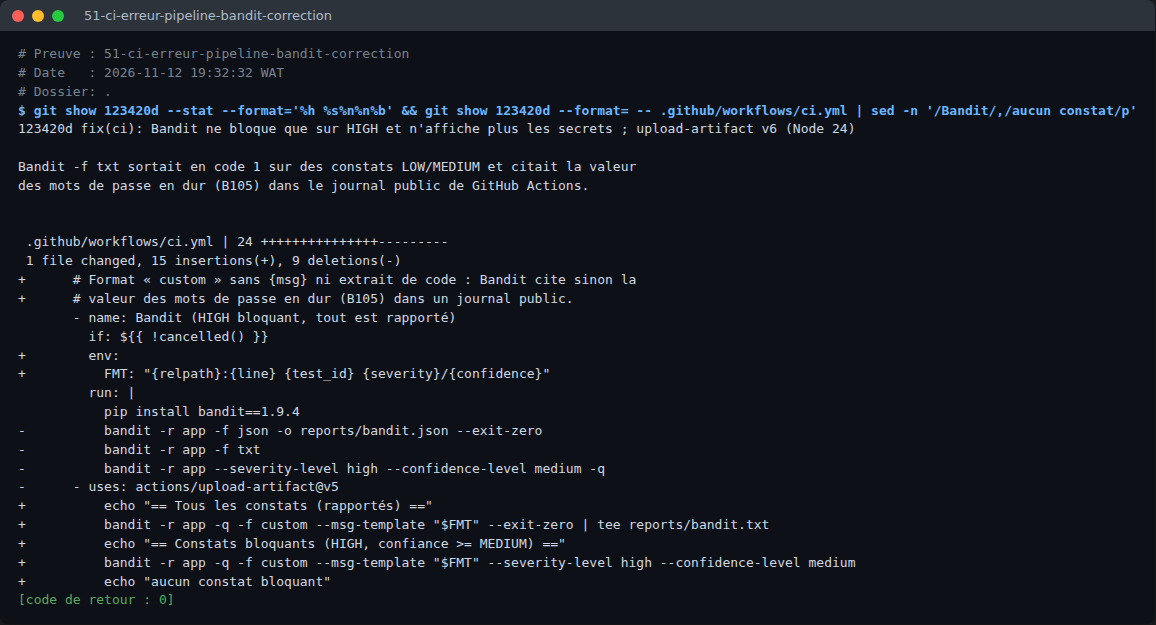 51-ci-erreur-pipeline-bandit-correction
# Preuve : 51-ci-erreur-pipeline-bandit-correction
# Date   : 2026-11-12 19:32:32 WAT
# Dossier: .
$ git show 123420d --stat --format='%h %s%n%n%b' && git show 123420d --format= -- .github/workflows/ci.yml | sed -n '/Bandit/,/aucun constat/p'
123420d fix(ci): Bandit ne bloque que sur HIGH et n'affiche plus les secrets ; upload-artifact v6 (Node 24)

Bandit -f txt sortait en code 1 sur des constats LOW/MEDIUM et citait la valeur
des mots de passe en dur (B105) dans le journal public de GitHub Actions.


 .github/workflows/ci.yml | 24 +++++++++++++++---------
 1 file changed, 15 insertions(+), 9 deletions(-)
+      # Format « custom » sans {msg} ni extrait de code : Bandit cite sinon la
+      # valeur des mots de passe en dur (B105) dans un journal public.
       - name: Bandit (HIGH bloquant, tout est rapporté)
         if: ${{ !cancelled() }}
+        env:
+          FMT: "{relpath}:{line} {test_id} {severity}/{confidence}"
         run: |
           pip install bandit==1.9.4
-          bandit -r app -f json -o reports/bandit.json --exit-zero
-          bandit -r app -f txt
-          bandit -r app --severity-level high --confidence-level medium -q
-      - uses: actions/upload-artifact@v5
+          echo "== Tous les constats (rapportés) =="
+          bandit -r app -q -f custom --msg-template "$FMT" --exit-zero | tee reports/bandit.txt
+          echo "== Constats bloquants (HIGH, confiance >= MEDIUM) =="
+          bandit -r app -q -f custom --msg-template "$FMT" --severity-level high --confidence-level medium
+          echo "aucun constat bloquant"
[code de retour : 0]